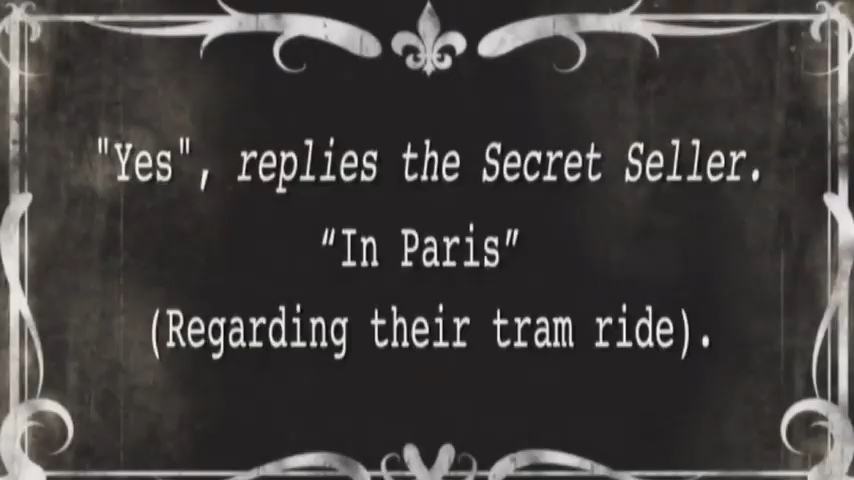 "Yes", replies the Secret Seller.
“In Paris”
(Regarding their tram ride).